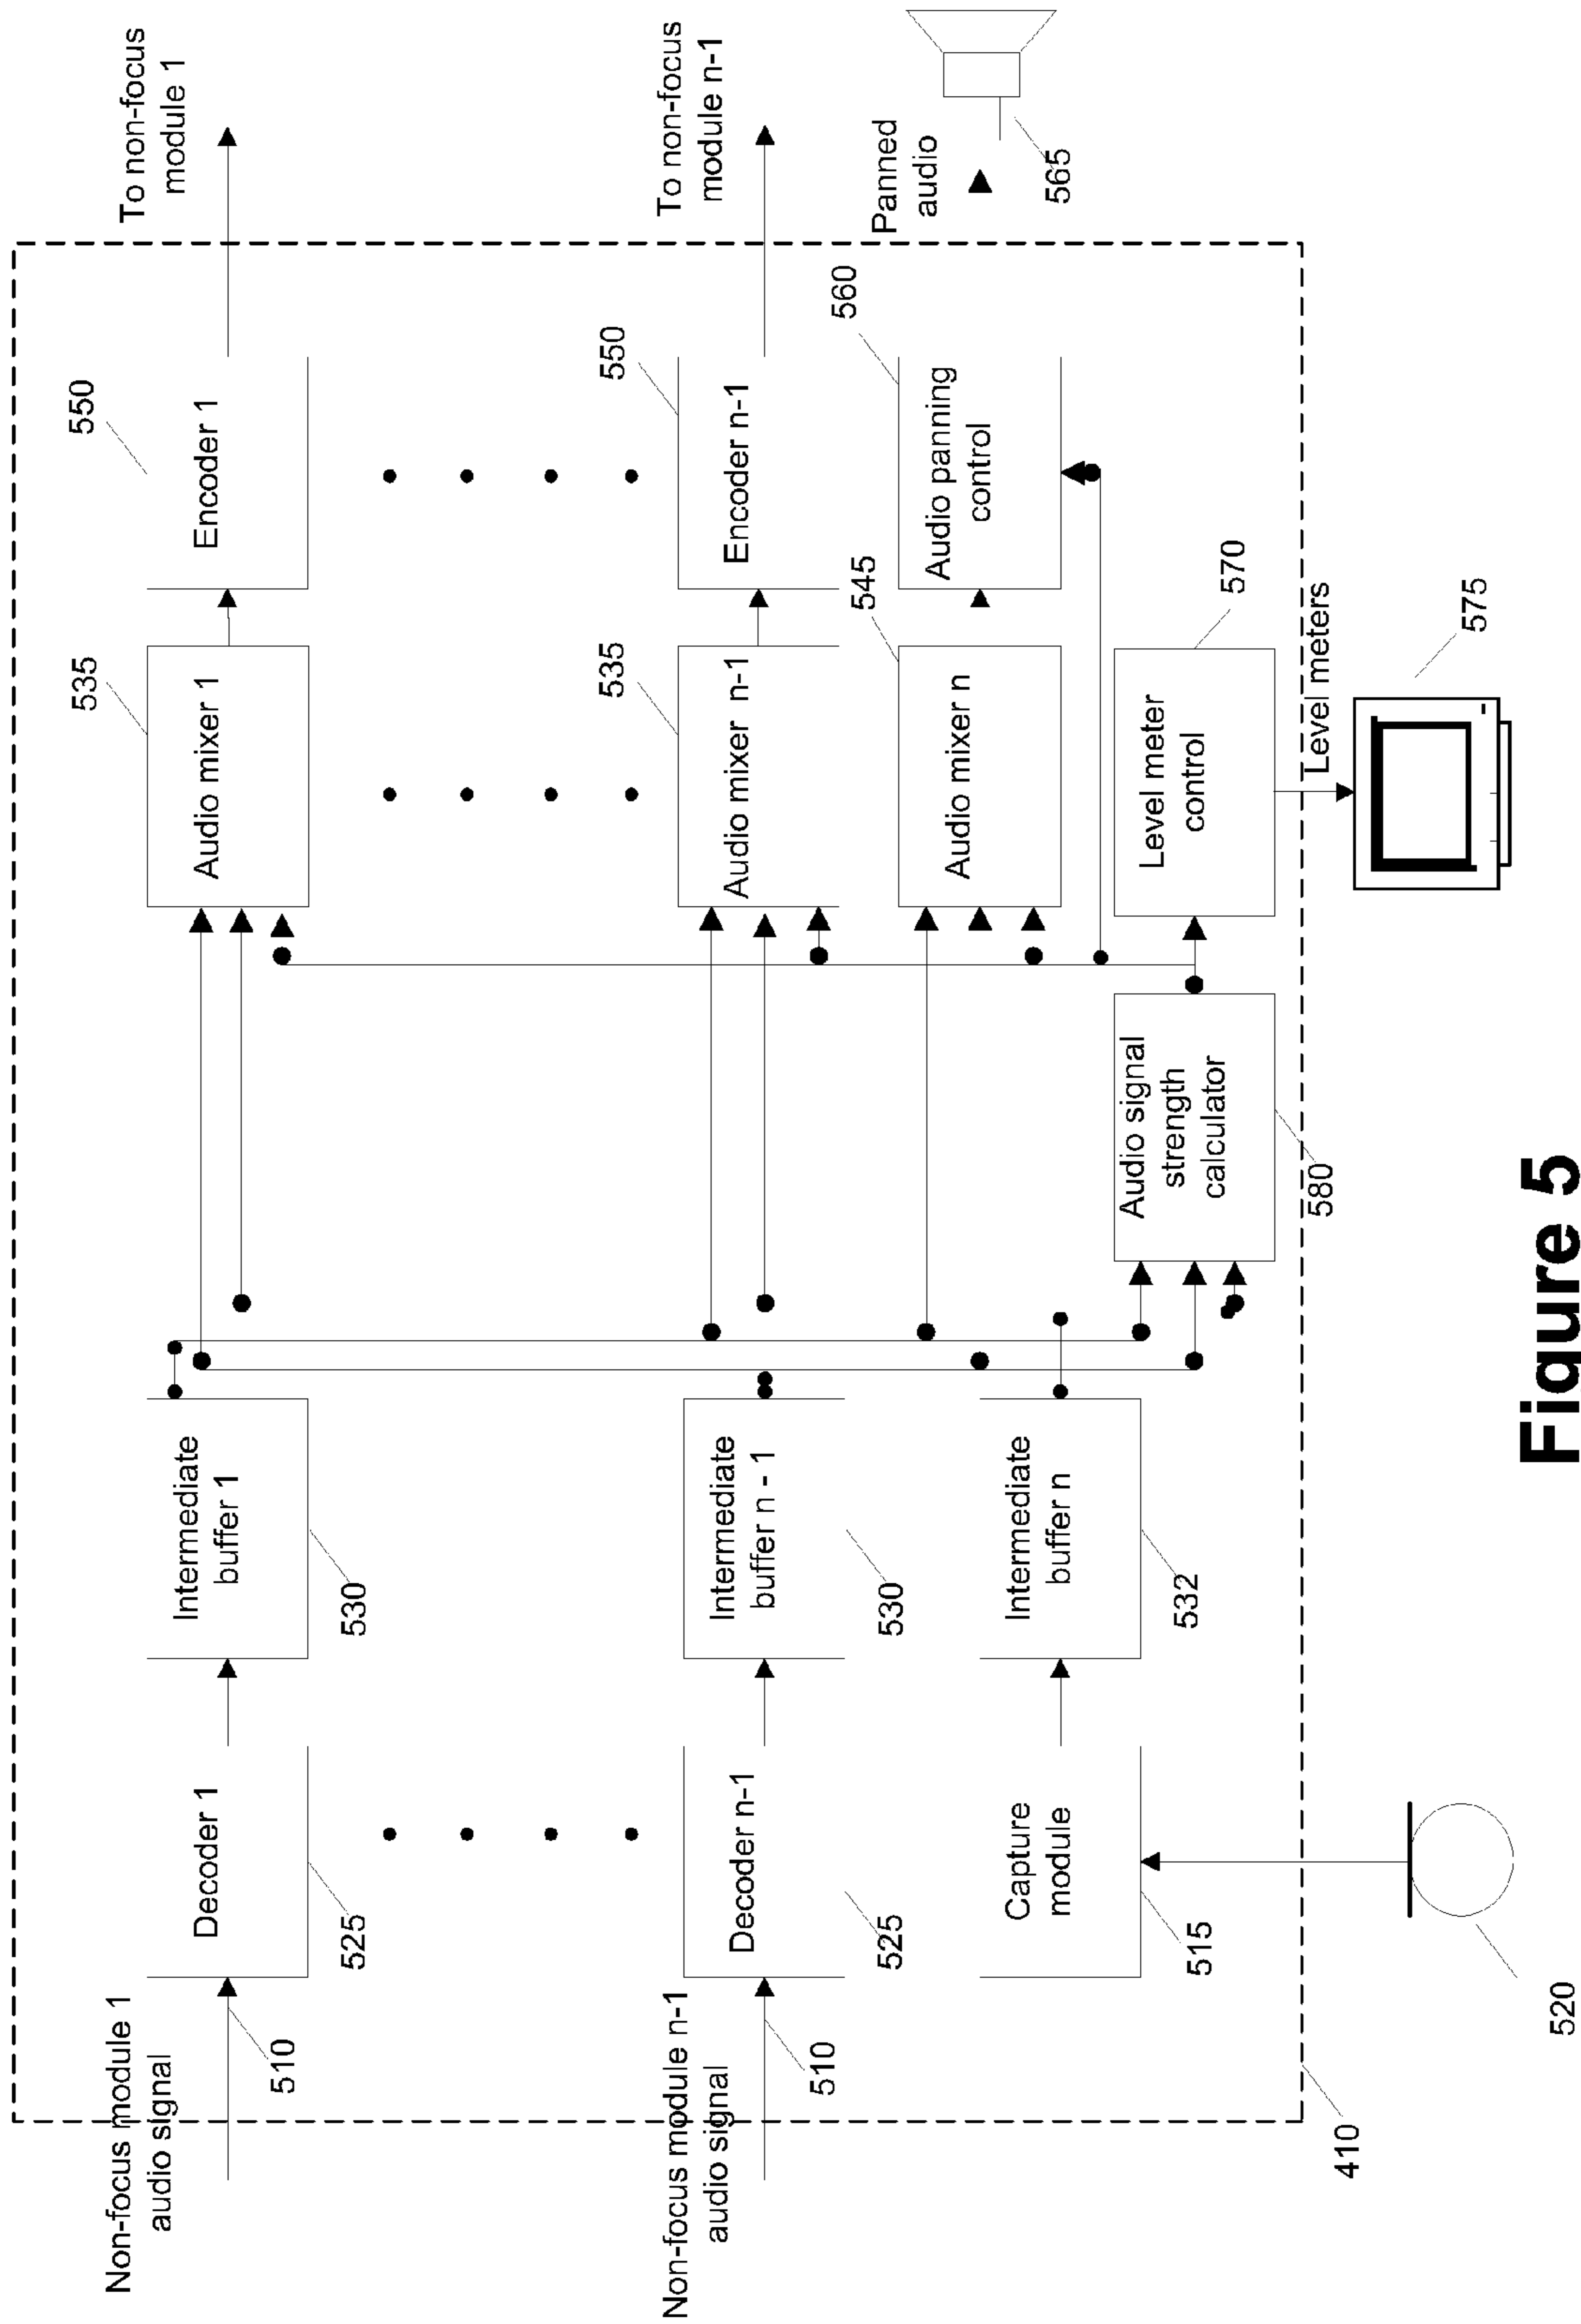 Non-focus module 1
audio signal
510
Decoder 1
525
Intermediate
buffer 1
530
Audio mixer 1
535
Encoder 1
550
To non-focus
module 1
Non-focus module n-1
audio signal
510
Decoder n-1
525
Intermediate
buffer n - 1
530
Audio mixer n-1
535
Encoder n-1
550
To non-focus
module n-1
Capture
module
515
Intermediate
buffer n
532
Audio mixer n
545
Audio panning
control
560
Panned
audio
565
Audio signal
strength
calculator
580
Level meter
control
570
Level meters
575
410
520
Figure 5